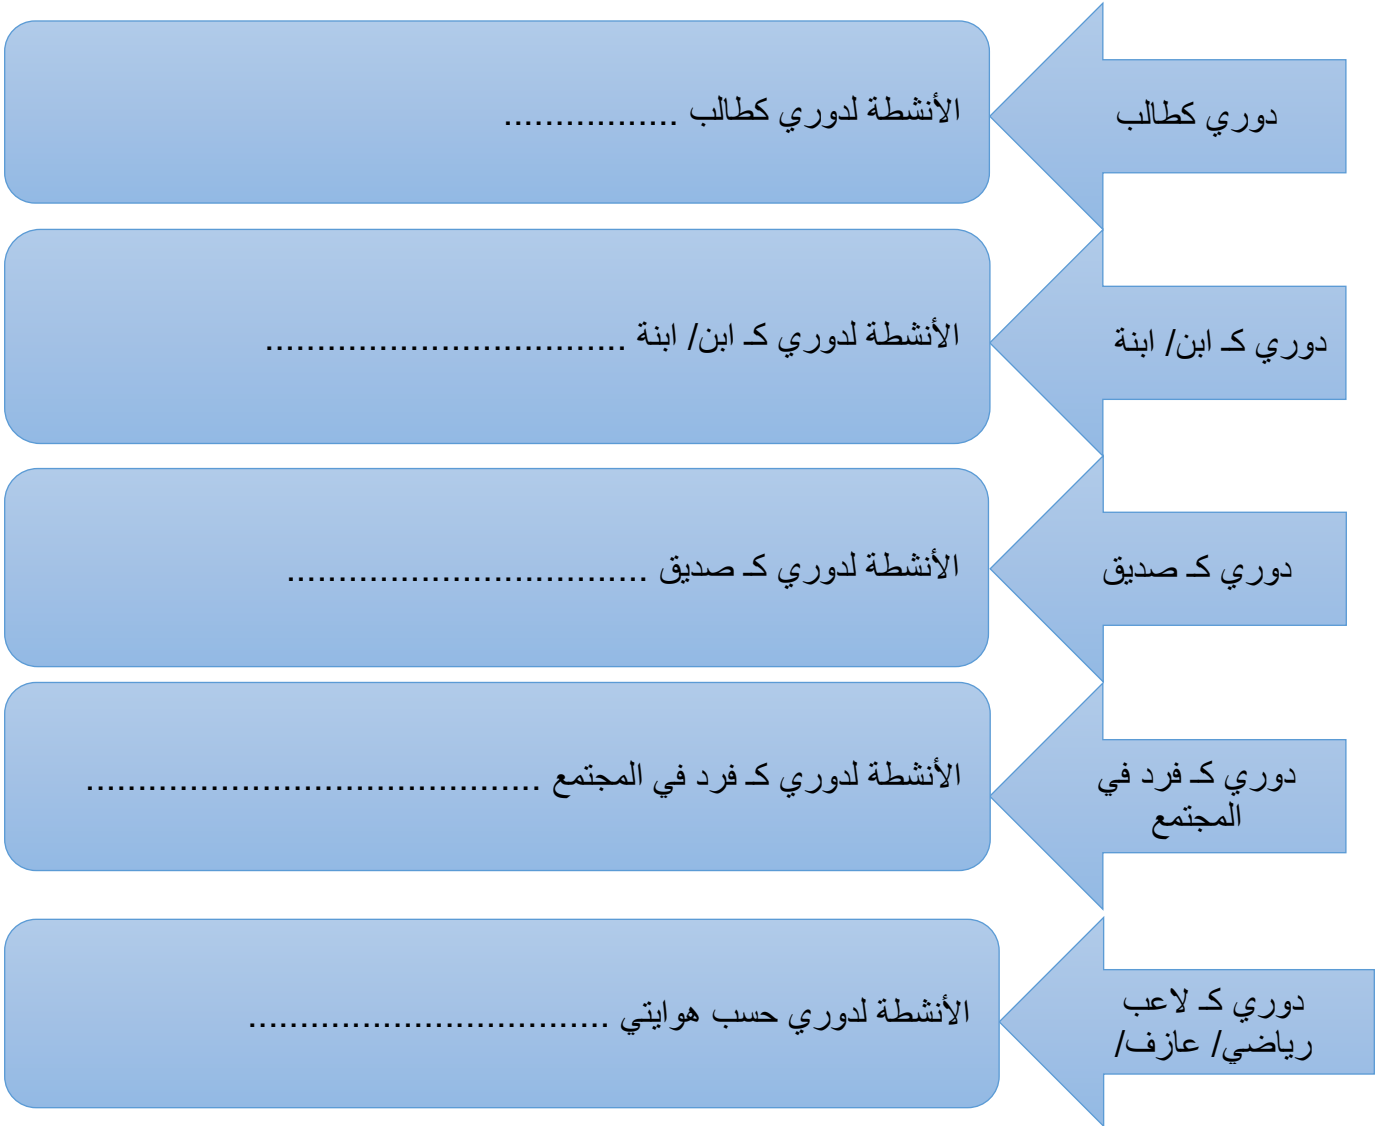 دوري كطالب
الأنشطة لدوري كطالب .................
دوري كـ ابن/ ابنة
الأنشطة لدوري كـ ابن/ ابنة ...................................
دوري كـ صديق
الأنشطة لدوري كـ صديق ...................................
دوري كـ فرد في
المجتمع
الأنشطة لدوري كـ فرد في المجتمع ............................................
دوري كـ لاعب
رياضي/ عازف/
الأنشطة لدوري حسب هوايتي ...................................